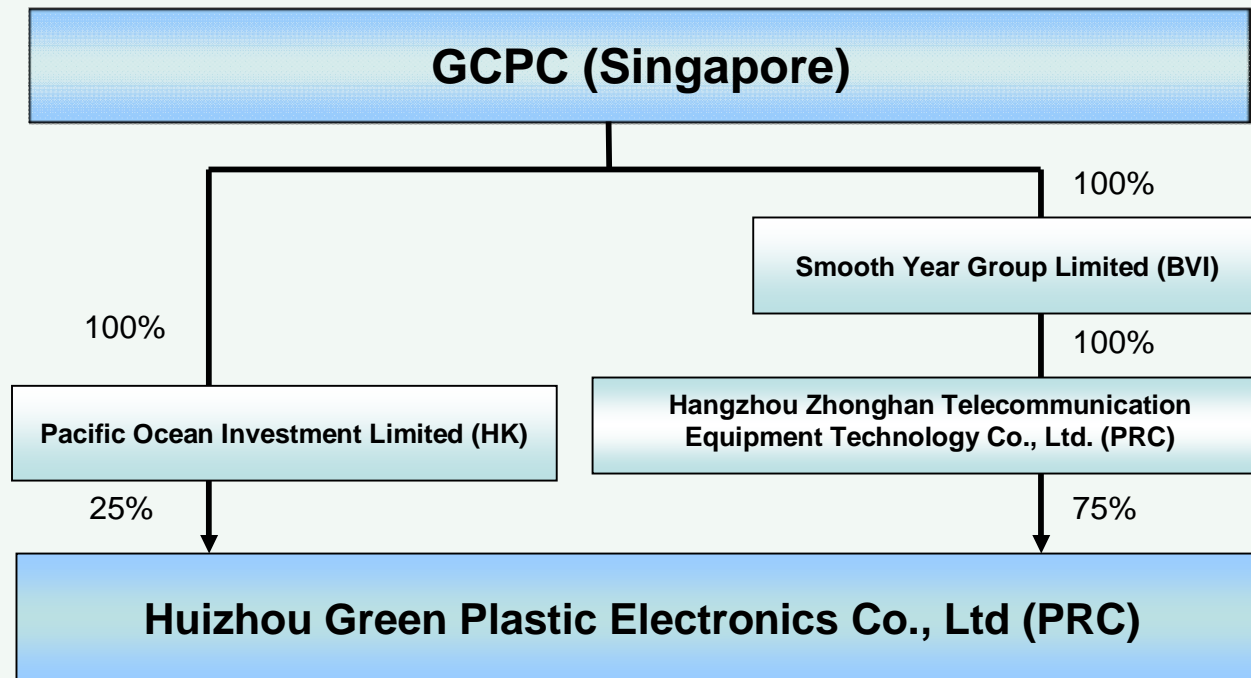 GCPC (Singapore)
100%
Smooth Year Group Limited (BVI)
100%
100%
Pacific Ocean Investment Limited (HK)
Hangzhou Zhonghan Telecommunication
Equipment Technology Co., Ltd. (PRC)
25%
75%
Huizhou Green Plastic Electronics Co., Ltd (PRC)